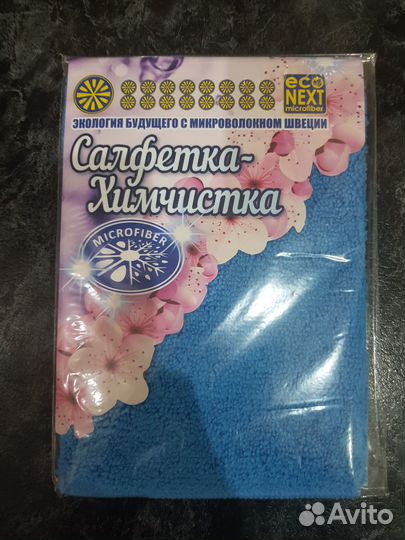 eco
NEXT
microfiber
ЭКОЛОГИЯ БУДУЩЕГО С МИКРОВОЛОКНОМ ШВЕЦИИ
Салфетка-
Химчистка
MICROFIBER
Avito